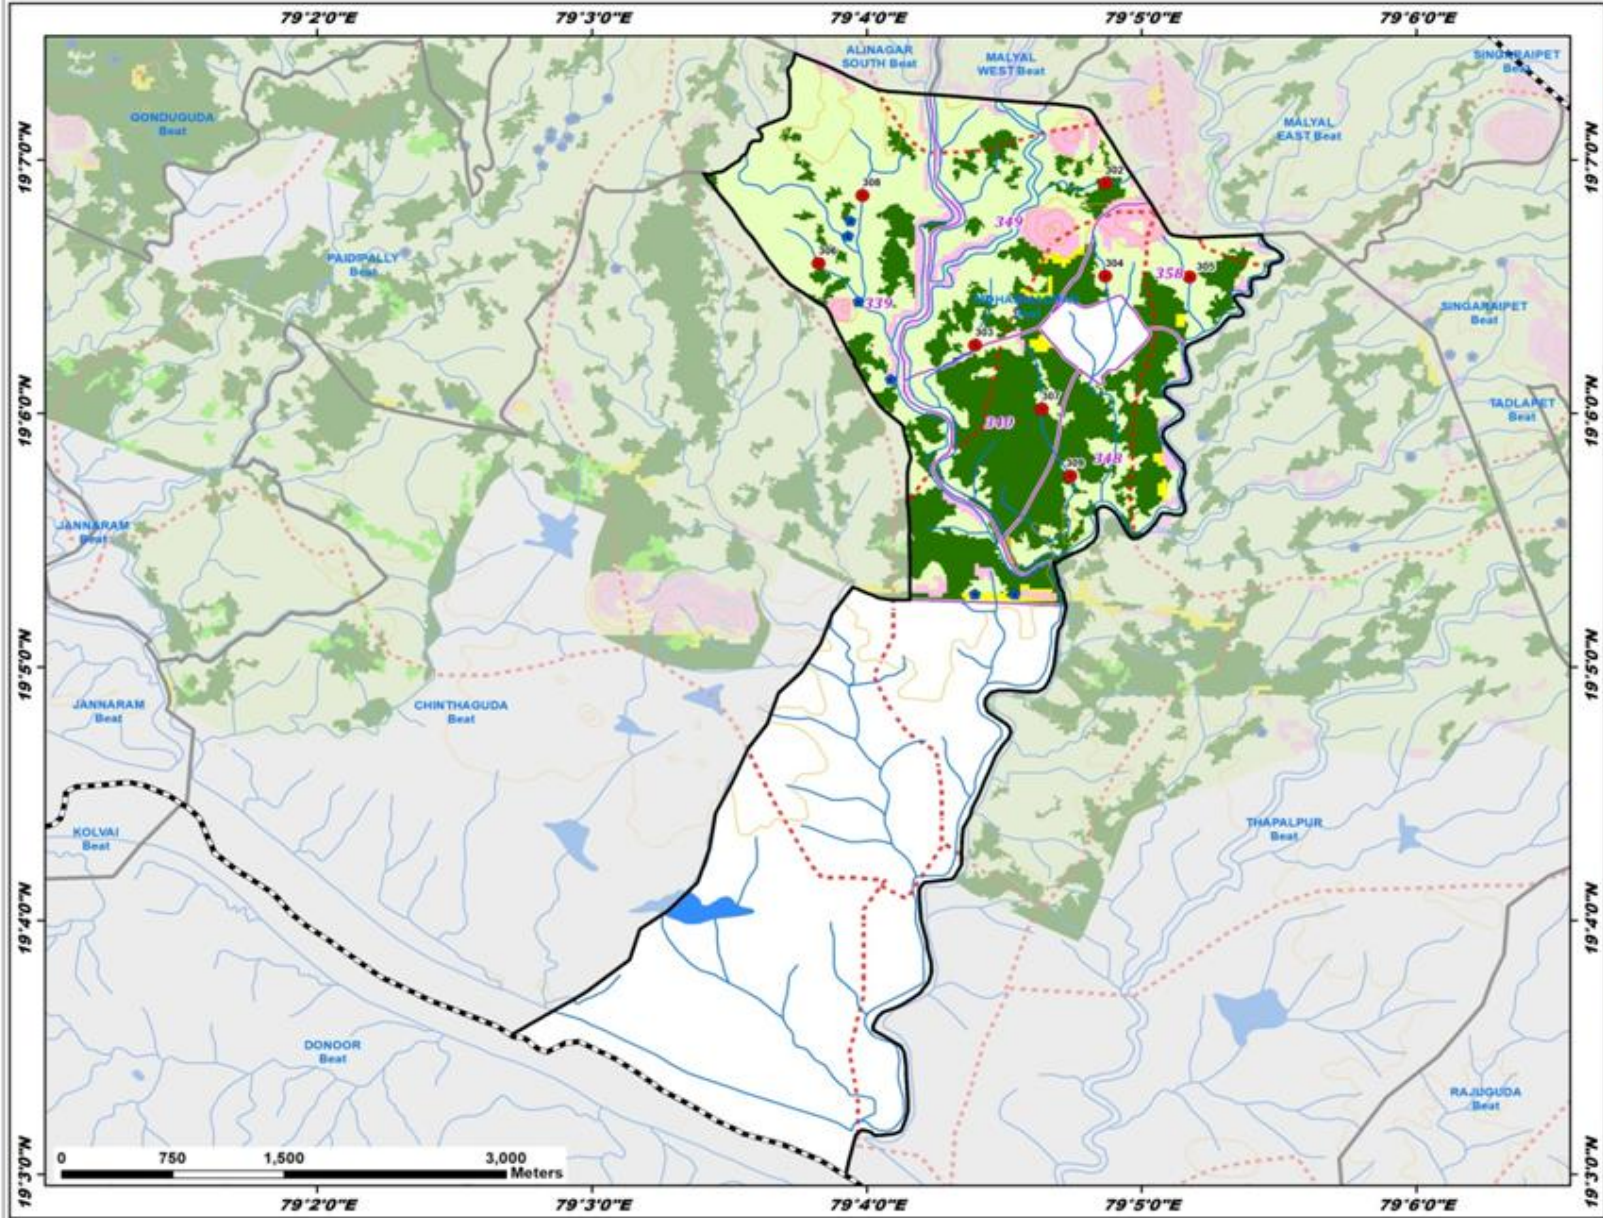 79°2'0"E 79°3'0"E 79°4'0"E 79°5'0"E 79°6'0"E
ALINAGAR
SOUTH Beat
MALYAL
WEST Beat
SINGARAIPET
Beat
GONDUGUDA
Beat
MALYAL
EAST Beat
19°7'0"N
19°7'0"N
302
308
349
PAIDIPALLY
Beat
306
304
358
305
339
SINGARAIPET
Beat
303
TADLAPET
Beat
19°6'0"N
19°6'0"N
307
340
348
309
JANNARAM
Beat
19°5'0"N
19°5'0"N
JANNARAM
Beat
CHINTHAGUDA
Beat
KOLVAI
Beat
THAPALPUR
Beat
19°4'0"N
19°4'0"N
DONOOR
Beat
RAJUGUDA
Beat
19°3'0"N
19°3'0"N
0 750 1,500 3,000
Meters
79°2'0"E 79°3'0"E 79°4'0"E 79°5'0"E 79°6'0"E